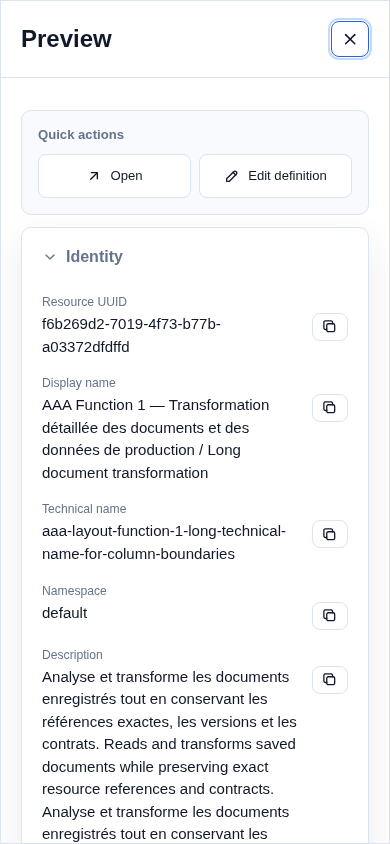 Preview
Quick actions
Open
Edit definition
Identity
Resource UUID
f6b269d2-7019-4f73-b77b-
a03372dfdffd
Display name
AAA Function 1 — Transformation
détaillée des documents et des
données de production / Long
document transformation
Technical name
aaa-layout-function-1-long-technical-
name-for-column-boundaries
Namespace
default
Description
Analyse et transforme les documents
enregistrés tout en conservant les
références exactes, les versions et les
contrats. Reads and transforms saved
documents while preserving exact
resource references and contracts.
Analyse et transforme les documents
enregistrés tout en conservant les